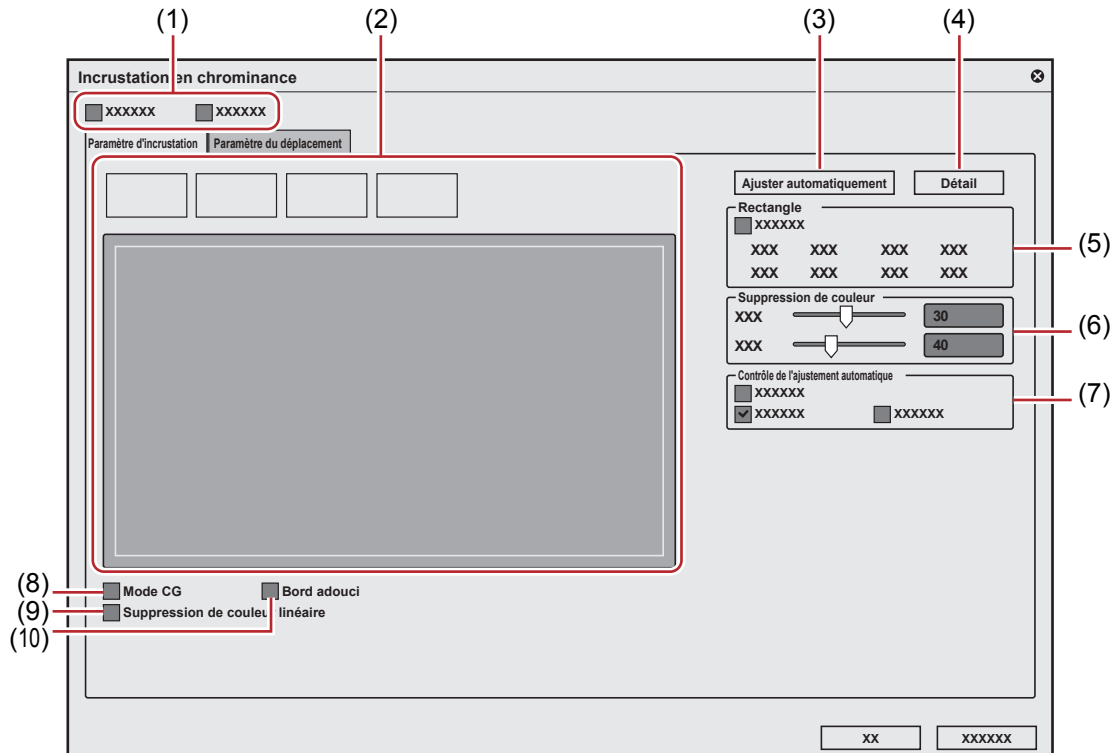 (1) (2) (3) (4)
Incrustation en chrominance
XXXXXX XXXXXX
Paramètre d'incrustation Paramètre du déplacement
Ajuster automatiquement Détail
Rectangle
XXXXXX
XXX XXX XXX XXX
XXX XXX XXX XXX
(5)
Suppression de couleur
XXX 30
XXX 40
(6)
Contrôle de l'ajustement automatique
XXXXXX
XXXXXX XXXXXX
(7)
(8) Mode CG Bord adouci
(9) Suppression de couleur linéaire
(10)
XX XXXXXX